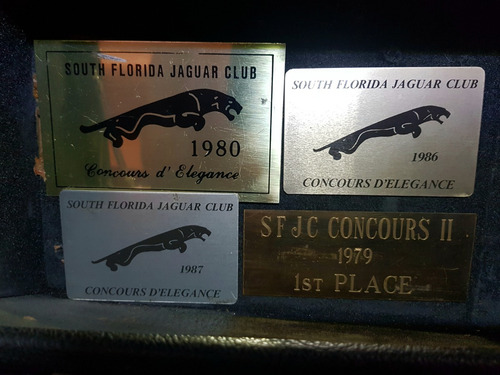 SOUTH FLORIDA JAGUAR CLUB
1980
Concours d' Elegance
SOUTH FLORIDA JAGUAR CLUB
1986
CONCOURS D'ELEGANCE
SOUTH FLORIDA JAGUAR CLUB
1987
CONCOURS D'ELEGANCE
SFJC CONCOURS II
1979
1ST PLACE